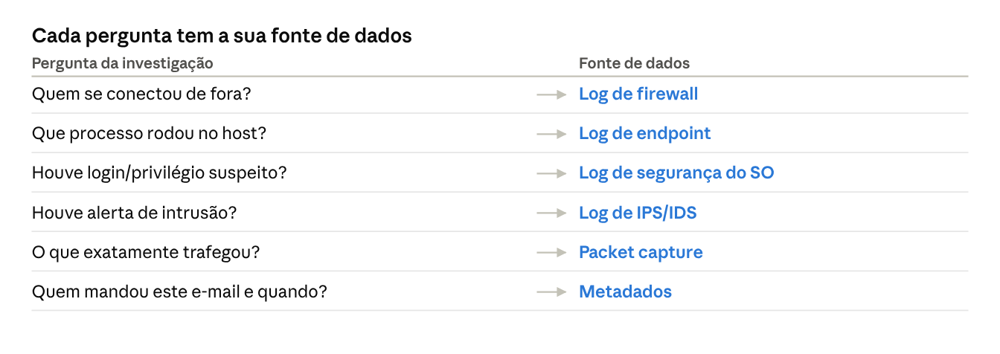 Cada pergunta tem a sua fonte de dados
Pergunta da investigação Fonte de dados
Quem se conectou de fora? Log de firewall
Que processo rodou no host? Log de endpoint
Houve login/privilégio suspeito? Log de segurança do SO
Houve alerta de intrusão? Log de IPS/IDS
O que exatamente trafegou? Packet capture
Quem mandou este e-mail e quando? Metadados